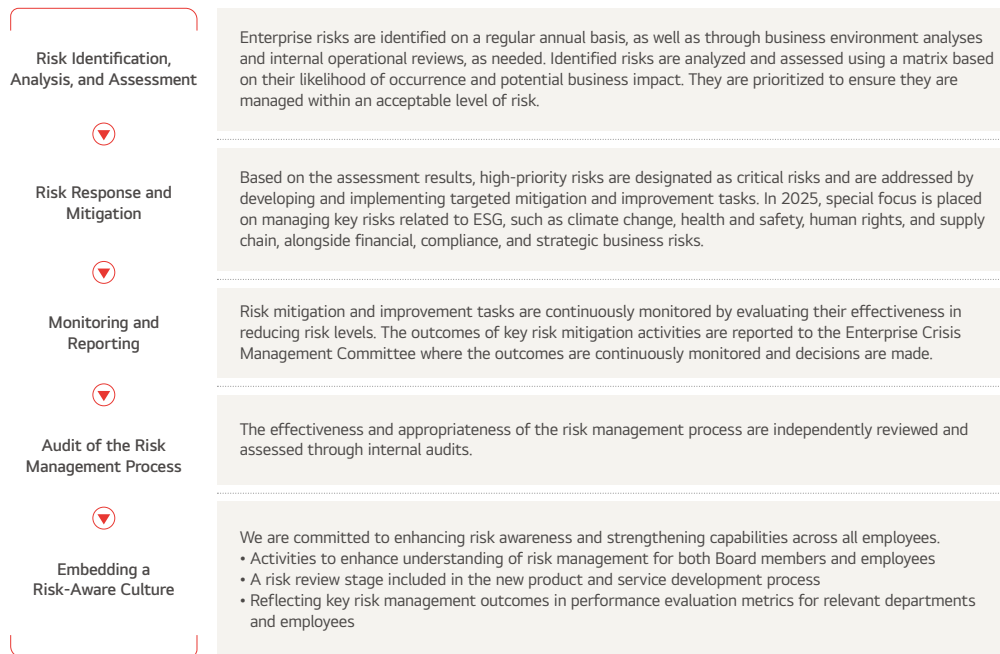 Risk Identification,
Analysis, and Assessment
Enterprise risks are identified on a regular annual basis, as well as through business environment analyses
and internal operational reviews, as needed. Identified risks are analyzed and assessed using a matrix based
on their likelihood of occurrence and potential business impact. They are prioritized to ensure they are
managed within an acceptable level of risk.
Risk Response and
Mitigation
Based on the assessment results, high-priority risks are designated as critical risks and are addressed by
developing and implementing targeted mitigation and improvement tasks. In 2025, special focus is placed
on managing key risks related to ESG, such as climate change, health and safety, human rights, and supply
chain, alongside financial, compliance, and strategic business risks.
Monitoring and
Reporting
Risk mitigation and improvement tasks are continuously monitored by evaluating their effectiveness in
reducing risk levels. The outcomes of key risk mitigation activities are reported to the Enterprise Crisis
Management Committee where the outcomes are continuously monitored and decisions are made.
Audit of the Risk
Management Process
The effectiveness and appropriateness of the risk management process are independently reviewed and
assessed through internal audits.
Embedding a
Risk-Aware Culture
We are committed to enhancing risk awareness and strengthening capabilities across all employees.
• Activities to enhance understanding of risk management for both Board members and employees
• A risk review stage included in the new product and service development process
• Reflecting key risk management outcomes in performance evaluation metrics for relevant departments
and employees